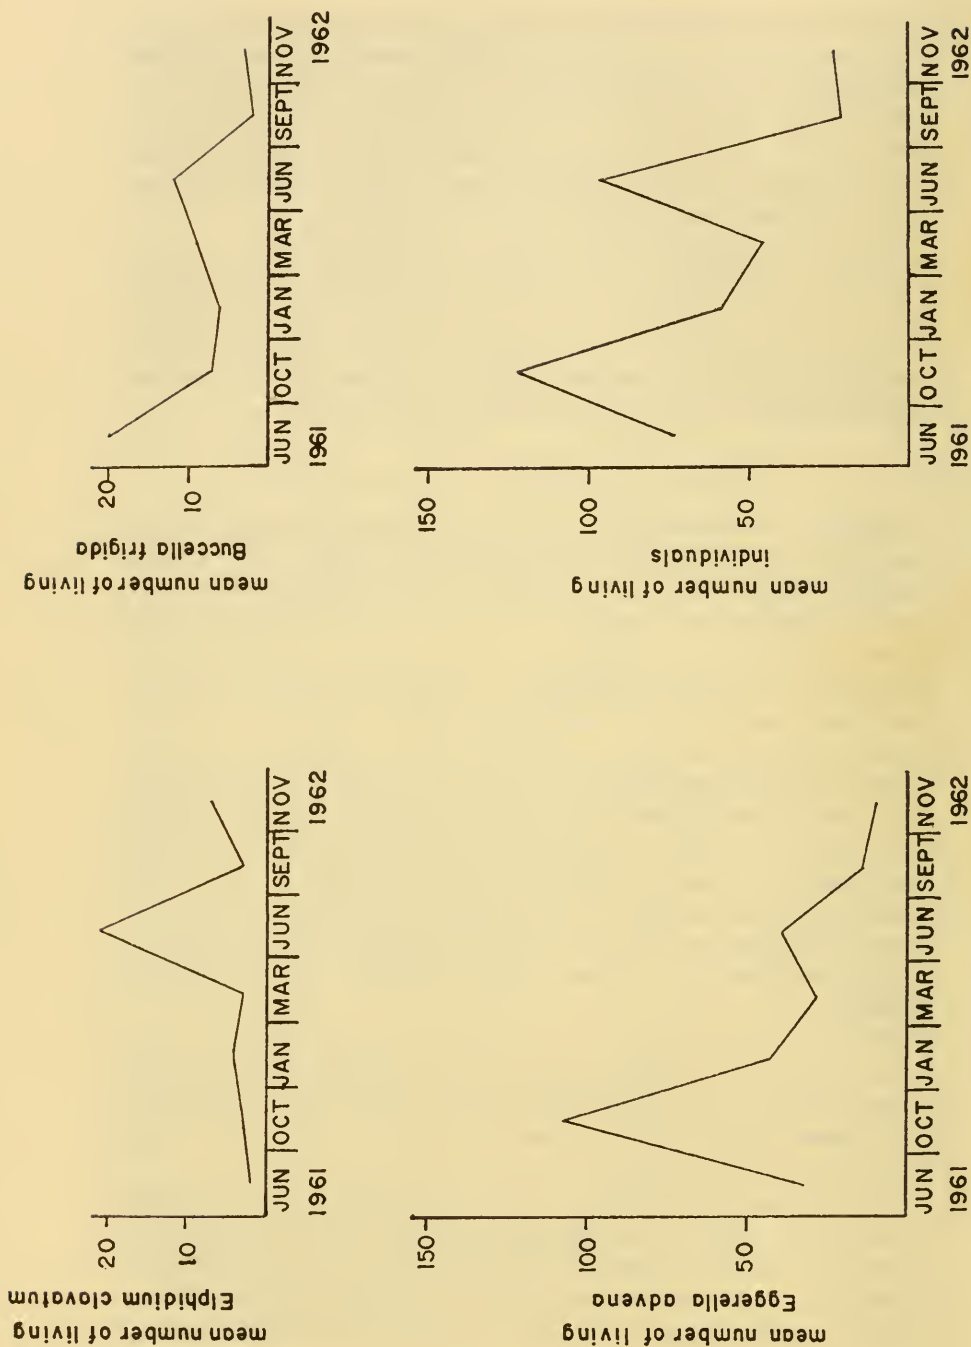 mean number of living
Elphidium clavatum
20
10
JUN OCT JAN MAR JUN SEPT NOV
1961 1962
mean number of living
Buccella frigida
20
10
JUN OCT JAN MAR JUN SEPT NOV
1961 1962
mean number of living
Eggerella advena
150
100
50
JUN OCT JAN MAR JUN SEPT NOV
1961 1962
mean number of living
individuals
150
100
50
JUN OCT JAN MAR JUN SEPT NOV
1961 1962